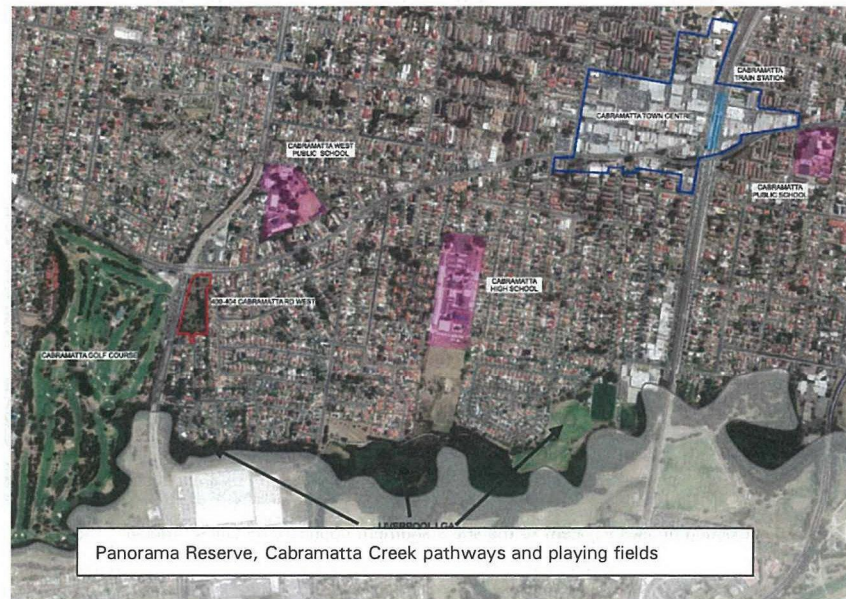 CABRAMATTA
TRAIN STATION
CABRAMATTA TOWN CENTRE
CABRAMATTA WEST
PUBLIC SCHOOL
CABRAMATTA
PUBLIC SCHOOL
CABRAMATTA
HIGH SCHOOL
400-404 CABRAMATTA RD WEST
CABRAMATTA GOLF COURSE
LIVERPOOL LGA
Panorama Reserve, Cabramatta Creek pathways and playing fields